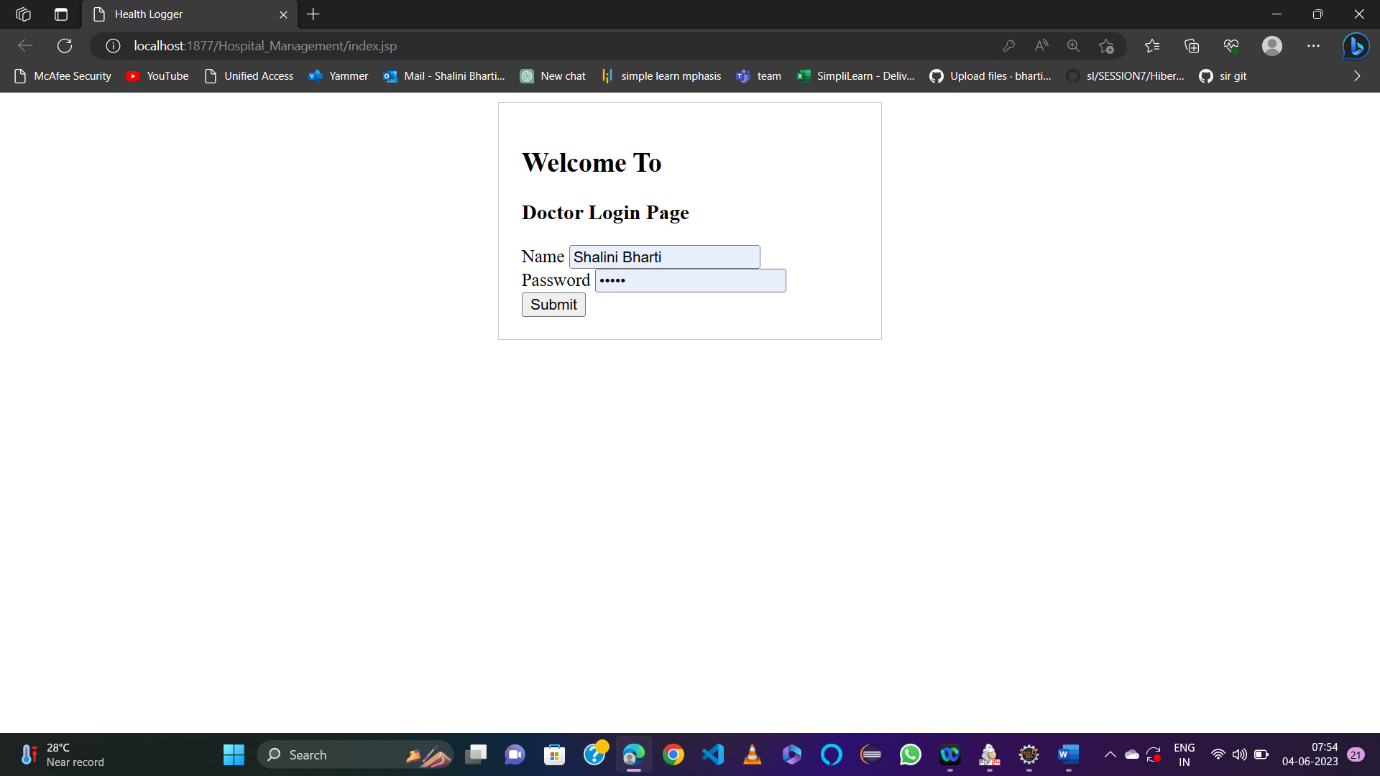 Health Logger
localhost:1877/Hospital_Management/index.jsp
McAfee Security YouTube Unified Access Yammer Mail - Shalini Bharti... New chat simple learn mphasis team SimpliLearn - Deliv... Upload files · bharti... sl/SESSION7/Hiber... sir git
Welcome To
Doctor Login Page
Name Shalini Bharti
Password •••••
Submit
28°C
Near record
Search
ENG
IN
07:54
04-06-2023
21